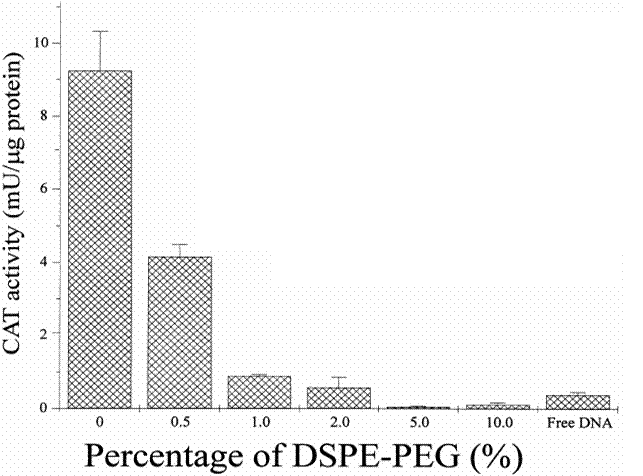 CAT activity (mU/μg protein)
10
8
6
4
2
0
0 0.5 1.0 2.0 5.0 10.0 Free DNA
Percentage of DSPE-PEG (%)